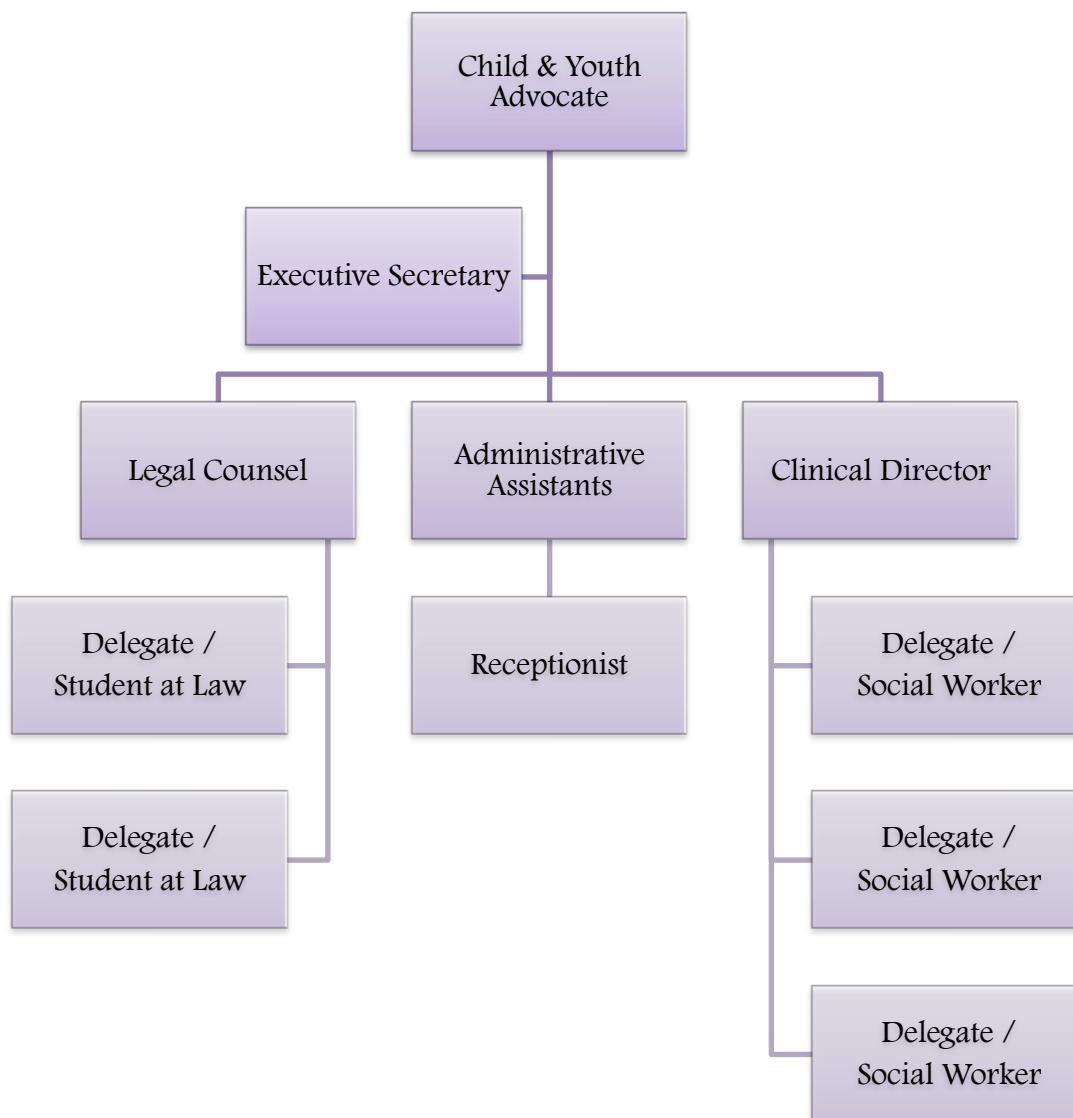 Child & Youth
Advocate
Executive Secretary
Legal Counsel
Administrative
Assistants
Clinical Director
Delegate /
Student at Law
Receptionist
Delegate /
Social Worker
Delegate /
Student at Law
Delegate /
Social Worker
Delegate /
Social Worker